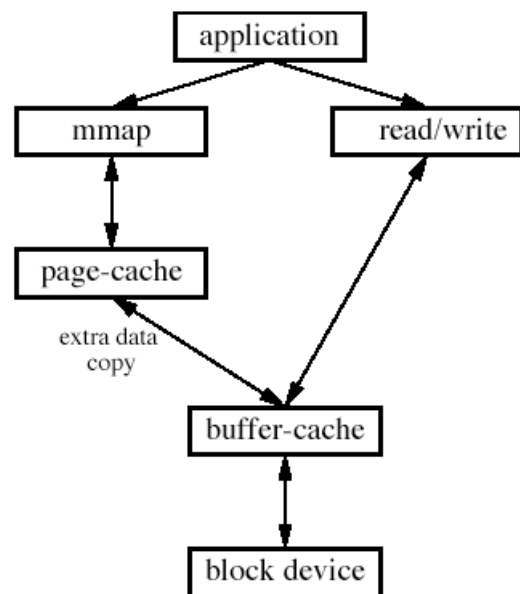 application
mmap
read/write
page-cache
extra data
copy
buffer-cache
block device